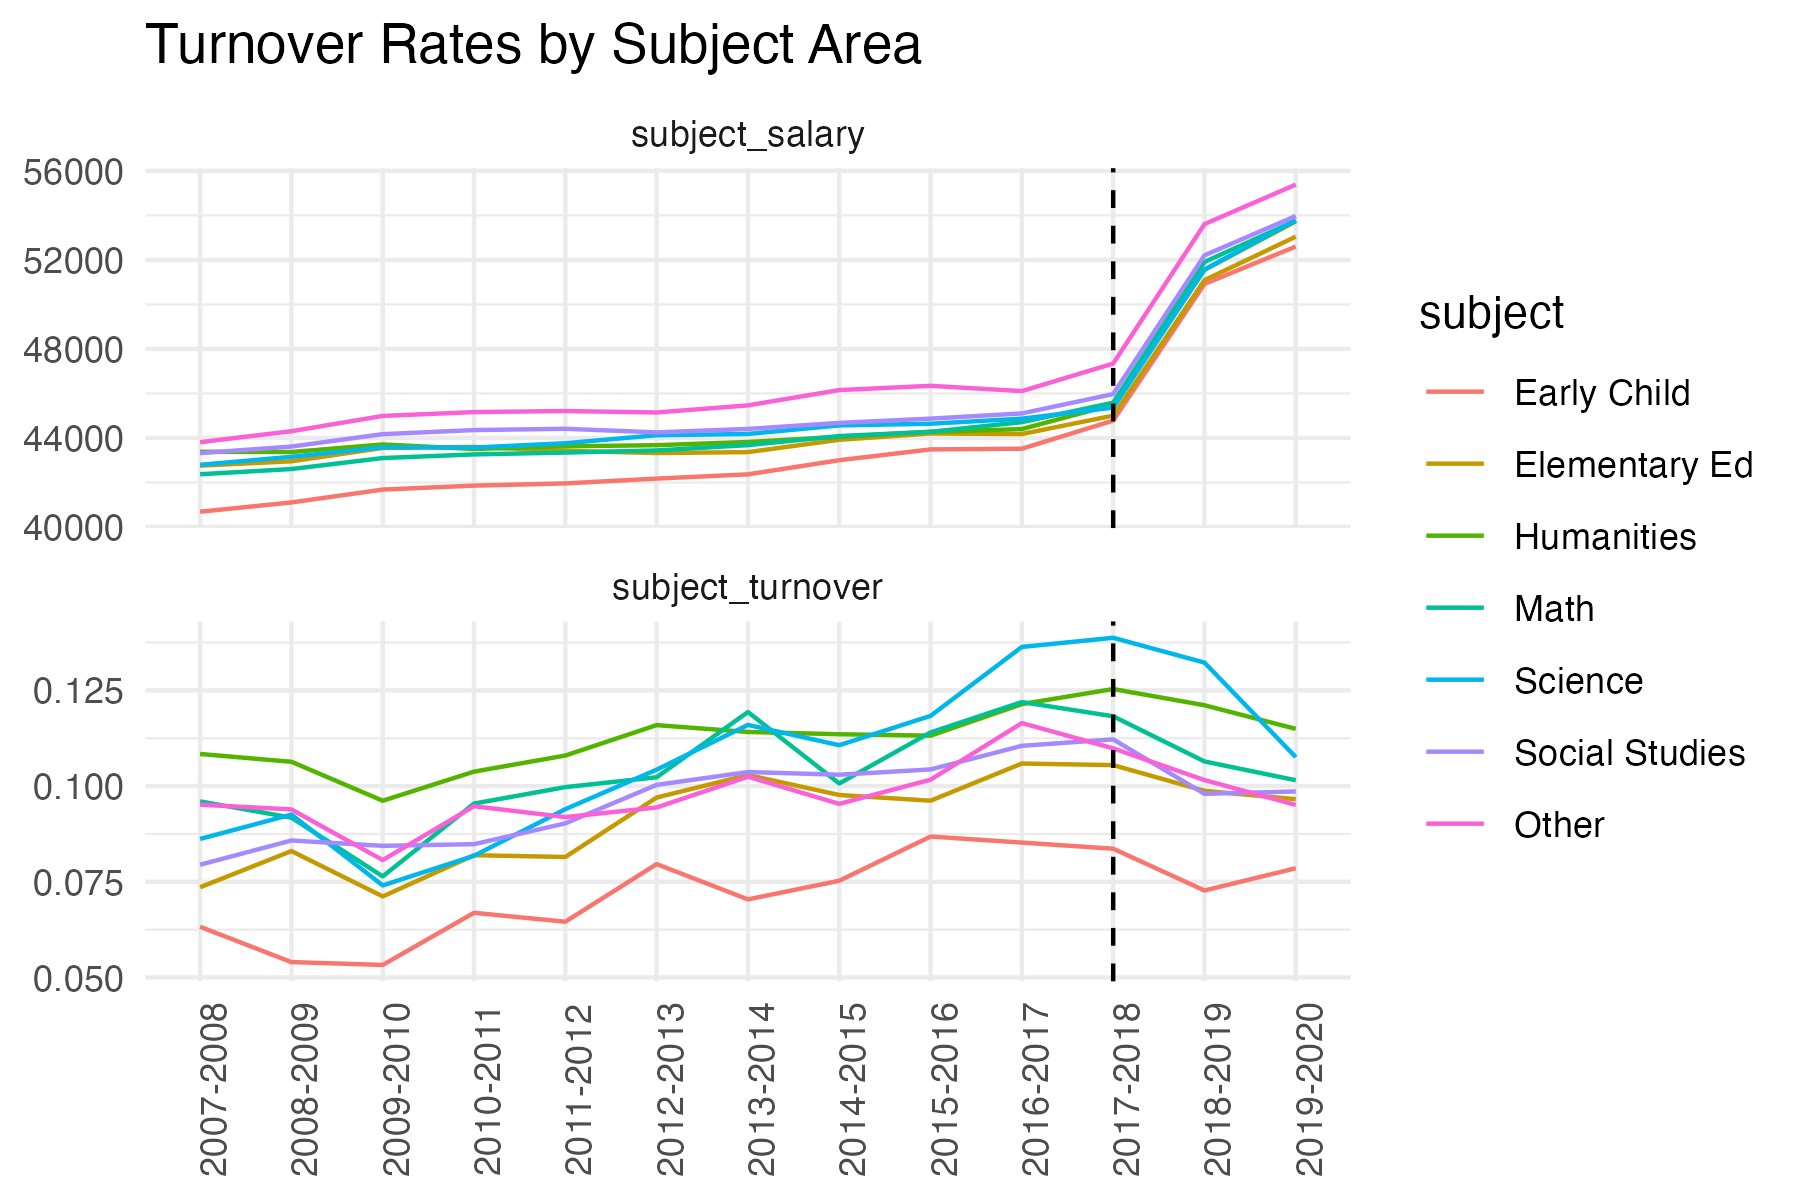 Turnover Rates by Subject Area
subject_salary
56000
52000
48000
44000
40000
subject_turnover
0.125
0.100
0.075
0.050
2007-2008
2008-2009
2009-2010
2010-2011
2011-2012
2012-2013
2013-2014
2014-2015
2015-2016
2016-2017
2017-2018
2018-2019
2019-2020
subject
Early Child
Elementary Ed
Humanities
Math
Science
Social Studies
Other